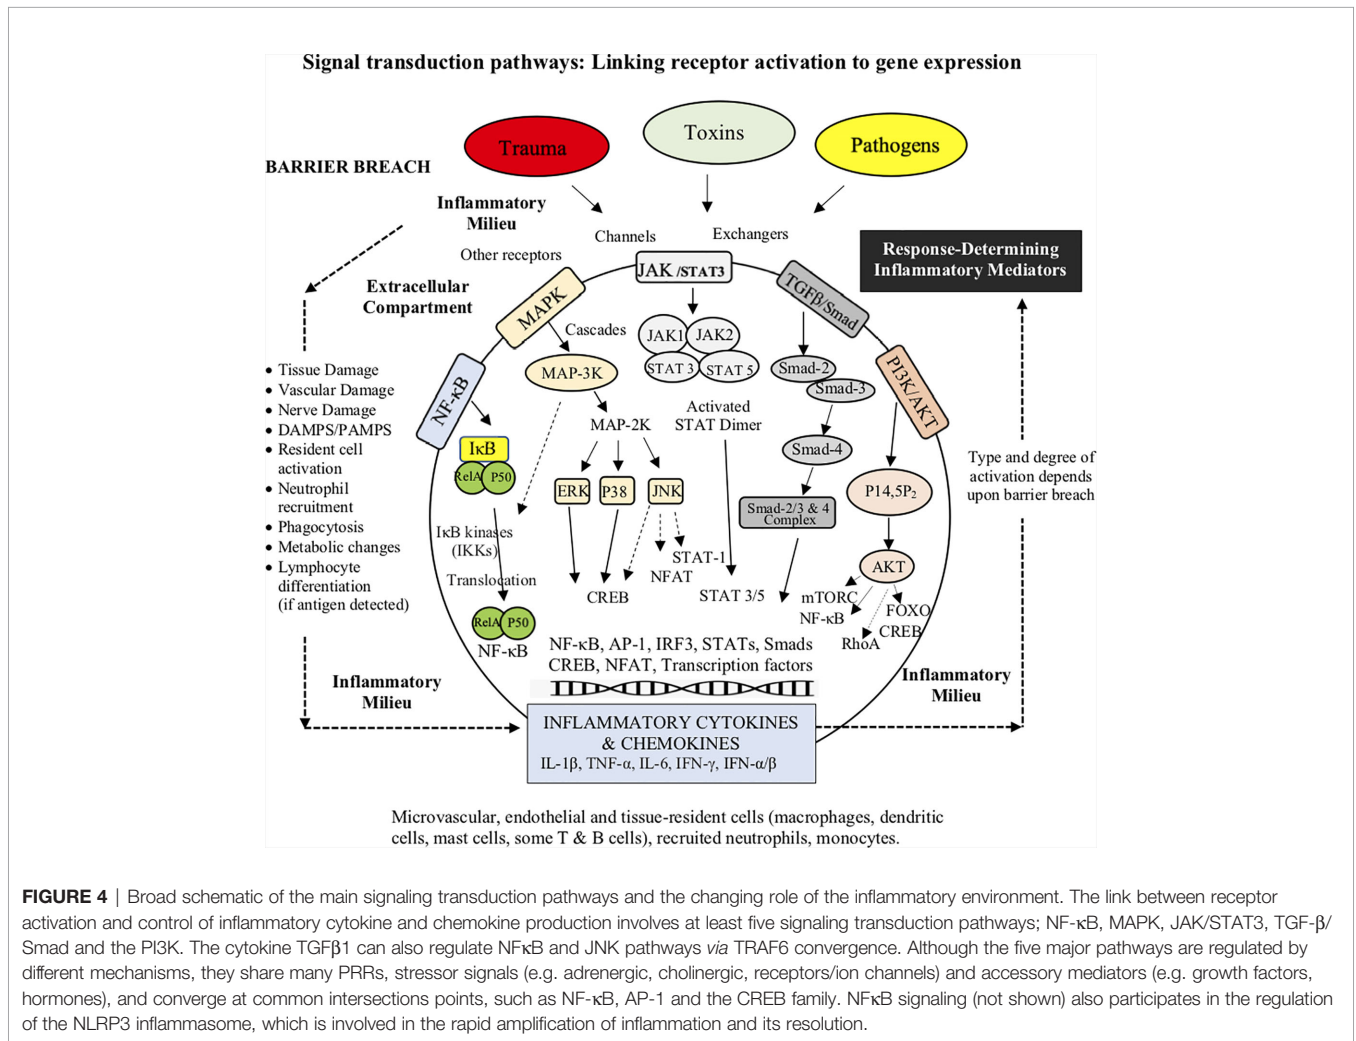 Signal transduction pathways: Linking receptor activation to gene expression
Trauma
Toxins
Pathogens
BARRIER BREACH
Inflammatory
Milieu
Channels
Exchangers
Other receptors
Response-Determining
Inflammatory Mediators
Extracellular
Compartment
JAK /STAT3
MAPK
TGFβ/Smad
NF-κB
PI3K/AKT
Cascades
JAK1
JAK2
STAT 3
STAT 5
Smad-2
Smad-3
MAP-3K
• Tissue Damage
• Vascular Damage
• Nerve Damage
• DAMPS/PAMPS
• Resident cell
activation
• Neutrophil
recruitment
• Phagocytosis
• Metabolic changes
• Lymphocyte
differentiation
(if antigen detected)
Activated
STAT Dimer
MAP-2K
IκB
RelA
P50
Smad-4
Type and degree of
activation depends
upon barrier breach
ERK
P38
JNK
P14,5P₂
Smad-2/3 & 4
Complex
IκB kinases
(IKKs)
STAT-1
NFAT
AKT
Translocation
CREB
STAT 3/5
mTORC
NF-κB
FOXO
CREB
RhoA
RelA
P50
NF-κB
NF-κB, AP-1, IRF3, STATs, Smads
CREB, NFAT, Transcription factors
Inflammatory
Milieu
Inflammatory
Milieu
INFLAMMATORY CYTOKINES
& CHEMOKINES
IL-1β, TNF-α, IL-6, IFN-γ, IFN-α/β
Microvascular, endothelial and tissue-resident cells (macrophages, dendritic
cells, mast cells, some T & B cells), recruited neutrophils, monocytes.
FIGURE 4 | Broad schematic of the main signaling transduction pathways and the changing role of the inflammatory environment. The link between receptor
activation and control of inflammatory cytokine and chemokine production involves at least five signaling transduction pathways; NF-κB, MAPK, JAK/STAT3, TGF-β/
Smad and the PI3K. The cytokine TGFβ1 can also regulate NFκB and JNK pathways via TRAF6 convergence. Although the five major pathways are regulated by
different mechanisms, they share many PRRs, stressor signals (e.g. adrenergic, cholinergic, receptors/ion channels) and accessory mediators (e.g. growth factors,
hormones), and converge at common intersections points, such as NF-κB, AP-1 and the CREB family. NFκB signaling (not shown) also participates in the regulation
of the NLRP3 inflammasome, which is involved in the rapid amplification of inflammation and its resolution.